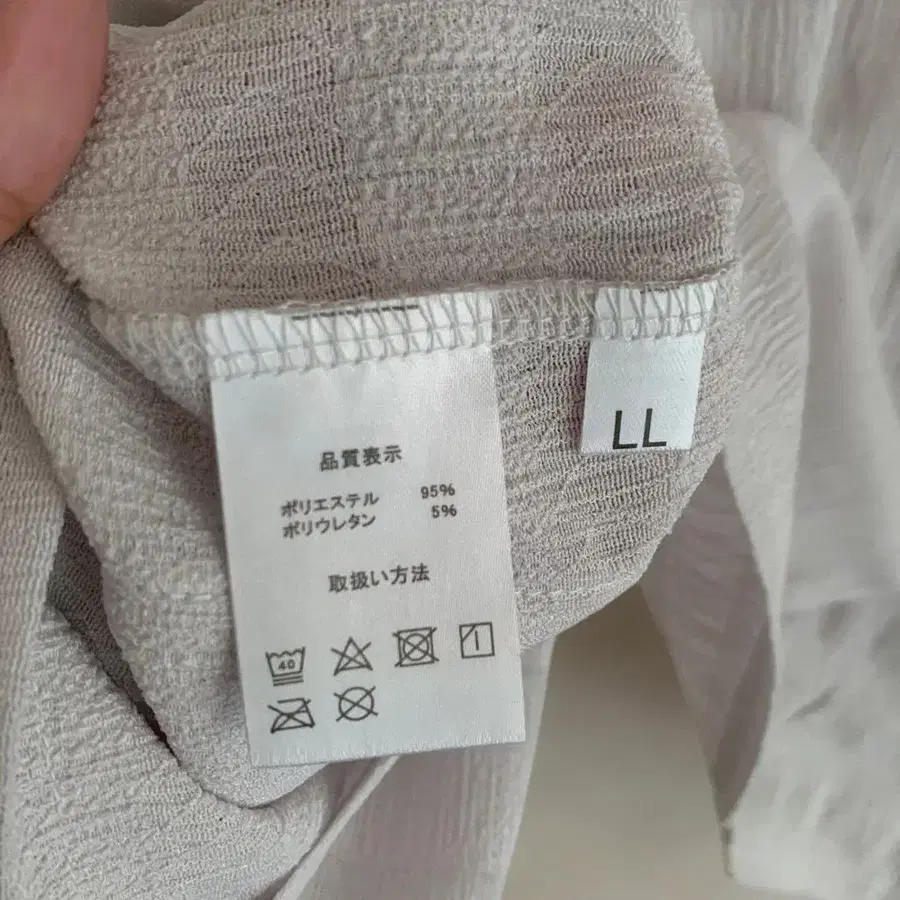 品質表示
ポリエステル 95%
ポリウレタン 5%
取扱い方法
40
LL